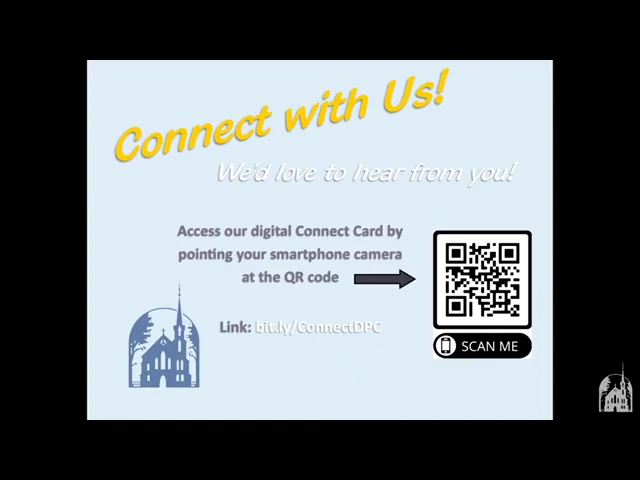 Connect with Us!
We'd love to hear from you!
Access our digital Connect Card by
pointing your smartphone camera
at the QR code
Link: bit.ly/ConnectDPC
SCAN ME